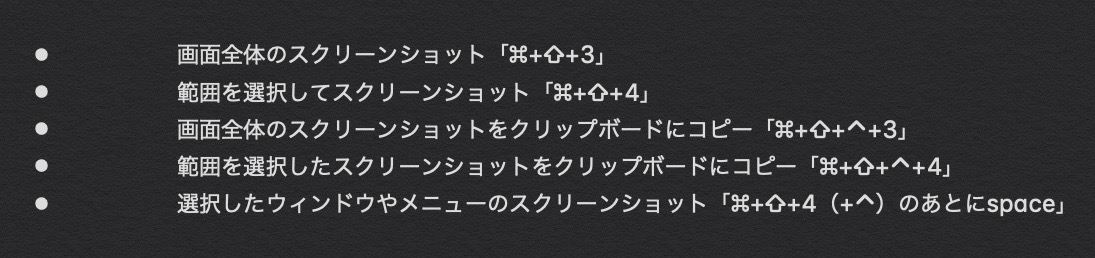 ● 画面全体のスクリーンショット「⌘+⇧+3」
● 範囲を選択してスクリーンショット「⌘+⇧+4」
● 画面全体のスクリーンショットをクリップボードにコピー「⌘+⇧+^+3」
● 範囲を選択したスクリーンショットをクリップボードにコピー「⌘+⇧+^+4」
● 選択したウィンドウやメニューのスクリーンショット「⌘+⇧+4（+^）のあとにspace」